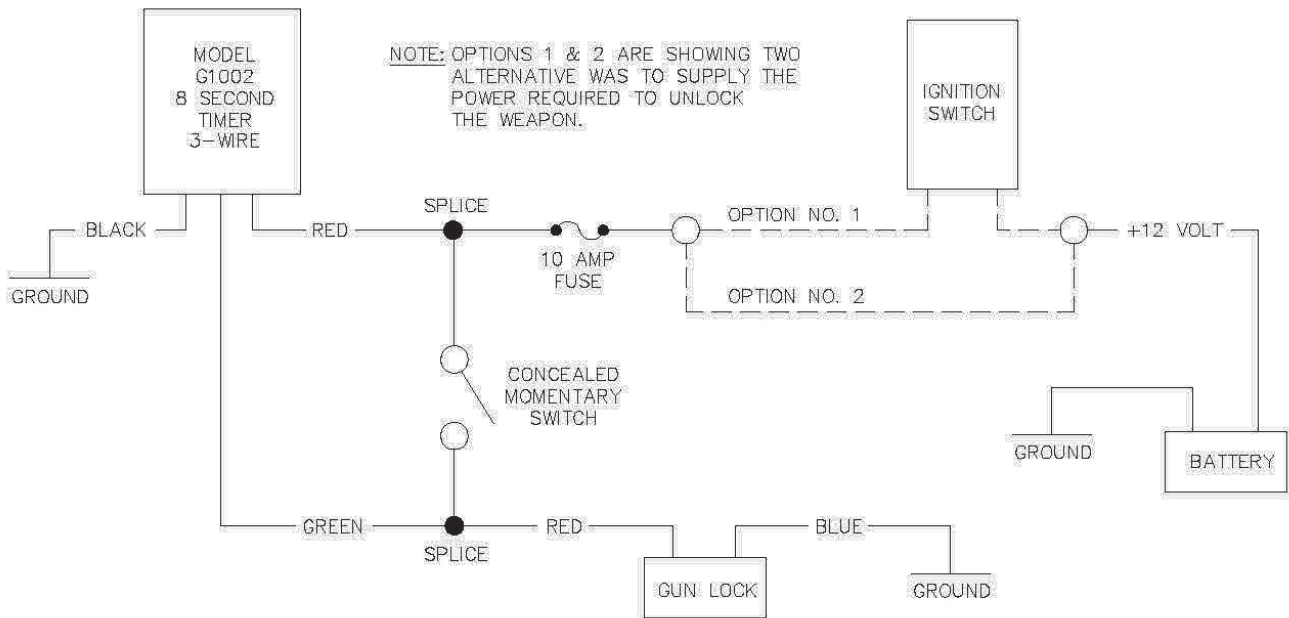 MODEL
G1002
8 SECOND
TIMER
3-WIRE
NOTE: OPTIONS 1 & 2 ARE SHOWING TWO
ALTERNATIVE WAS TO SUPPLY THE
POWER REQUIRED TO UNLOCK
THE WEAPON.
IGNITION
SWITCH
BLACK
RED
SPLICE
OPTION NO. 1
+12 VOLT
10 AMP
FUSE
GROUND
OPTION NO. 2
CONCEALED
MOMENTARY
SWITCH
GROUND
BATTERY
GREEN
RED
BLUE
SPLICE
GUN LOCK
GROUND